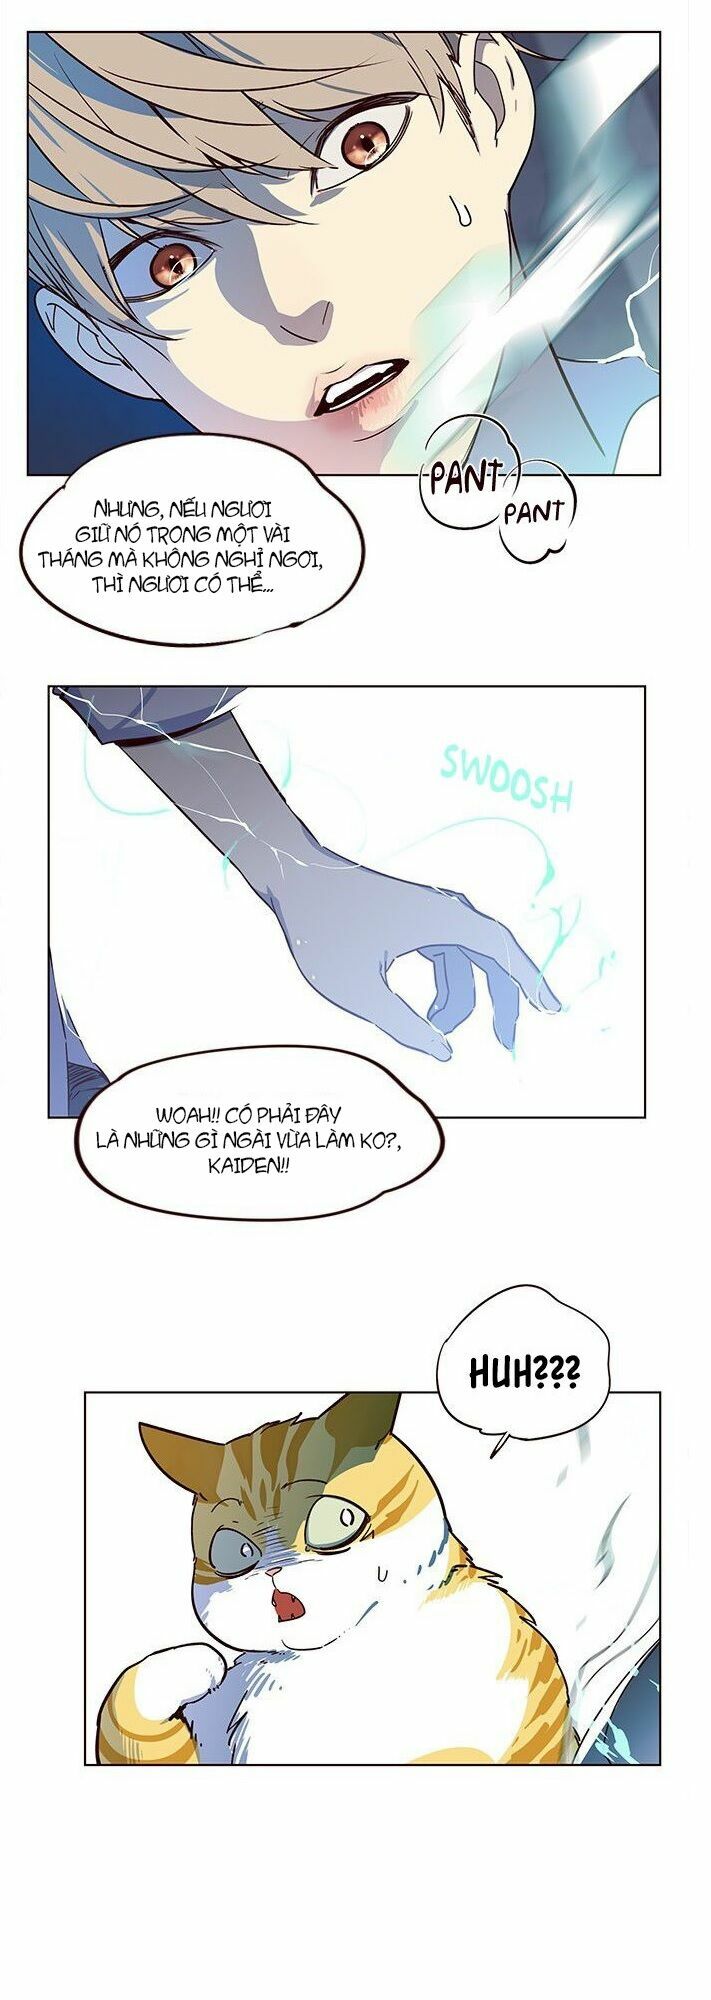 NHƯNG, NẾU NGƯƠI
GIỮ NÓ TRONG MỘT VÀI
THÁNG MÀ KHÔNG NGHỈ NGƠI,
THÌ NGƯƠI CÓ THỂ...
PANT
PANT
SWOOSH
WOAH!! CÓ PHẢI ĐÂY
LÀ NHỮNG GÌ NGÀI VỪA LÀM KO?,
KAIDEN!!
HUH???